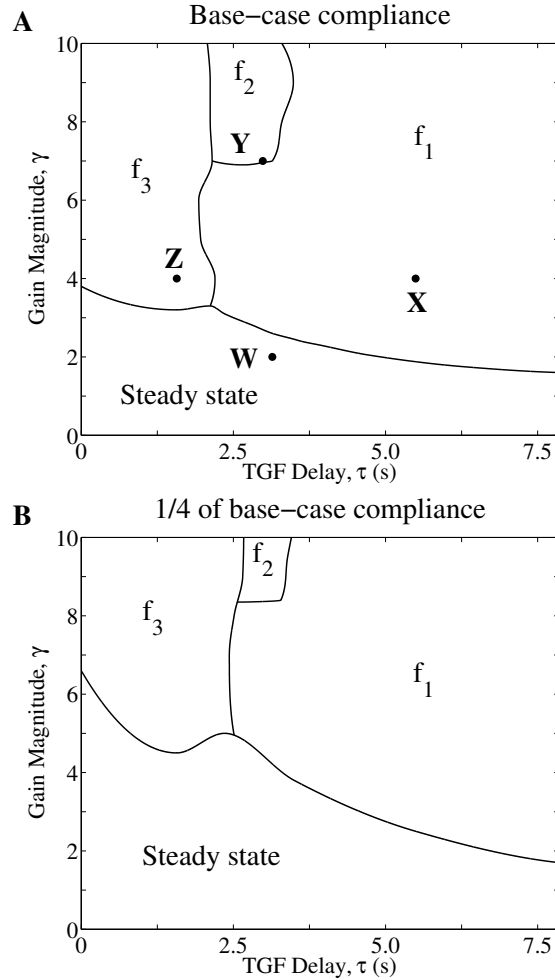 A
Base−case compliance
10
8
6
4
2
0
Gain Magnitude, γ
f2
f1
f3
Y
Z
X
W
Steady state
2.5
5.0
7.5
TGF Delay, τ (s)
B
1/4 of base−case compliance
10
8
6
4
2
0
Gain Magnitude, γ
f2
f3
f1
Steady state
0
2.5
5.0
7.5
TGF Delay, τ (s)